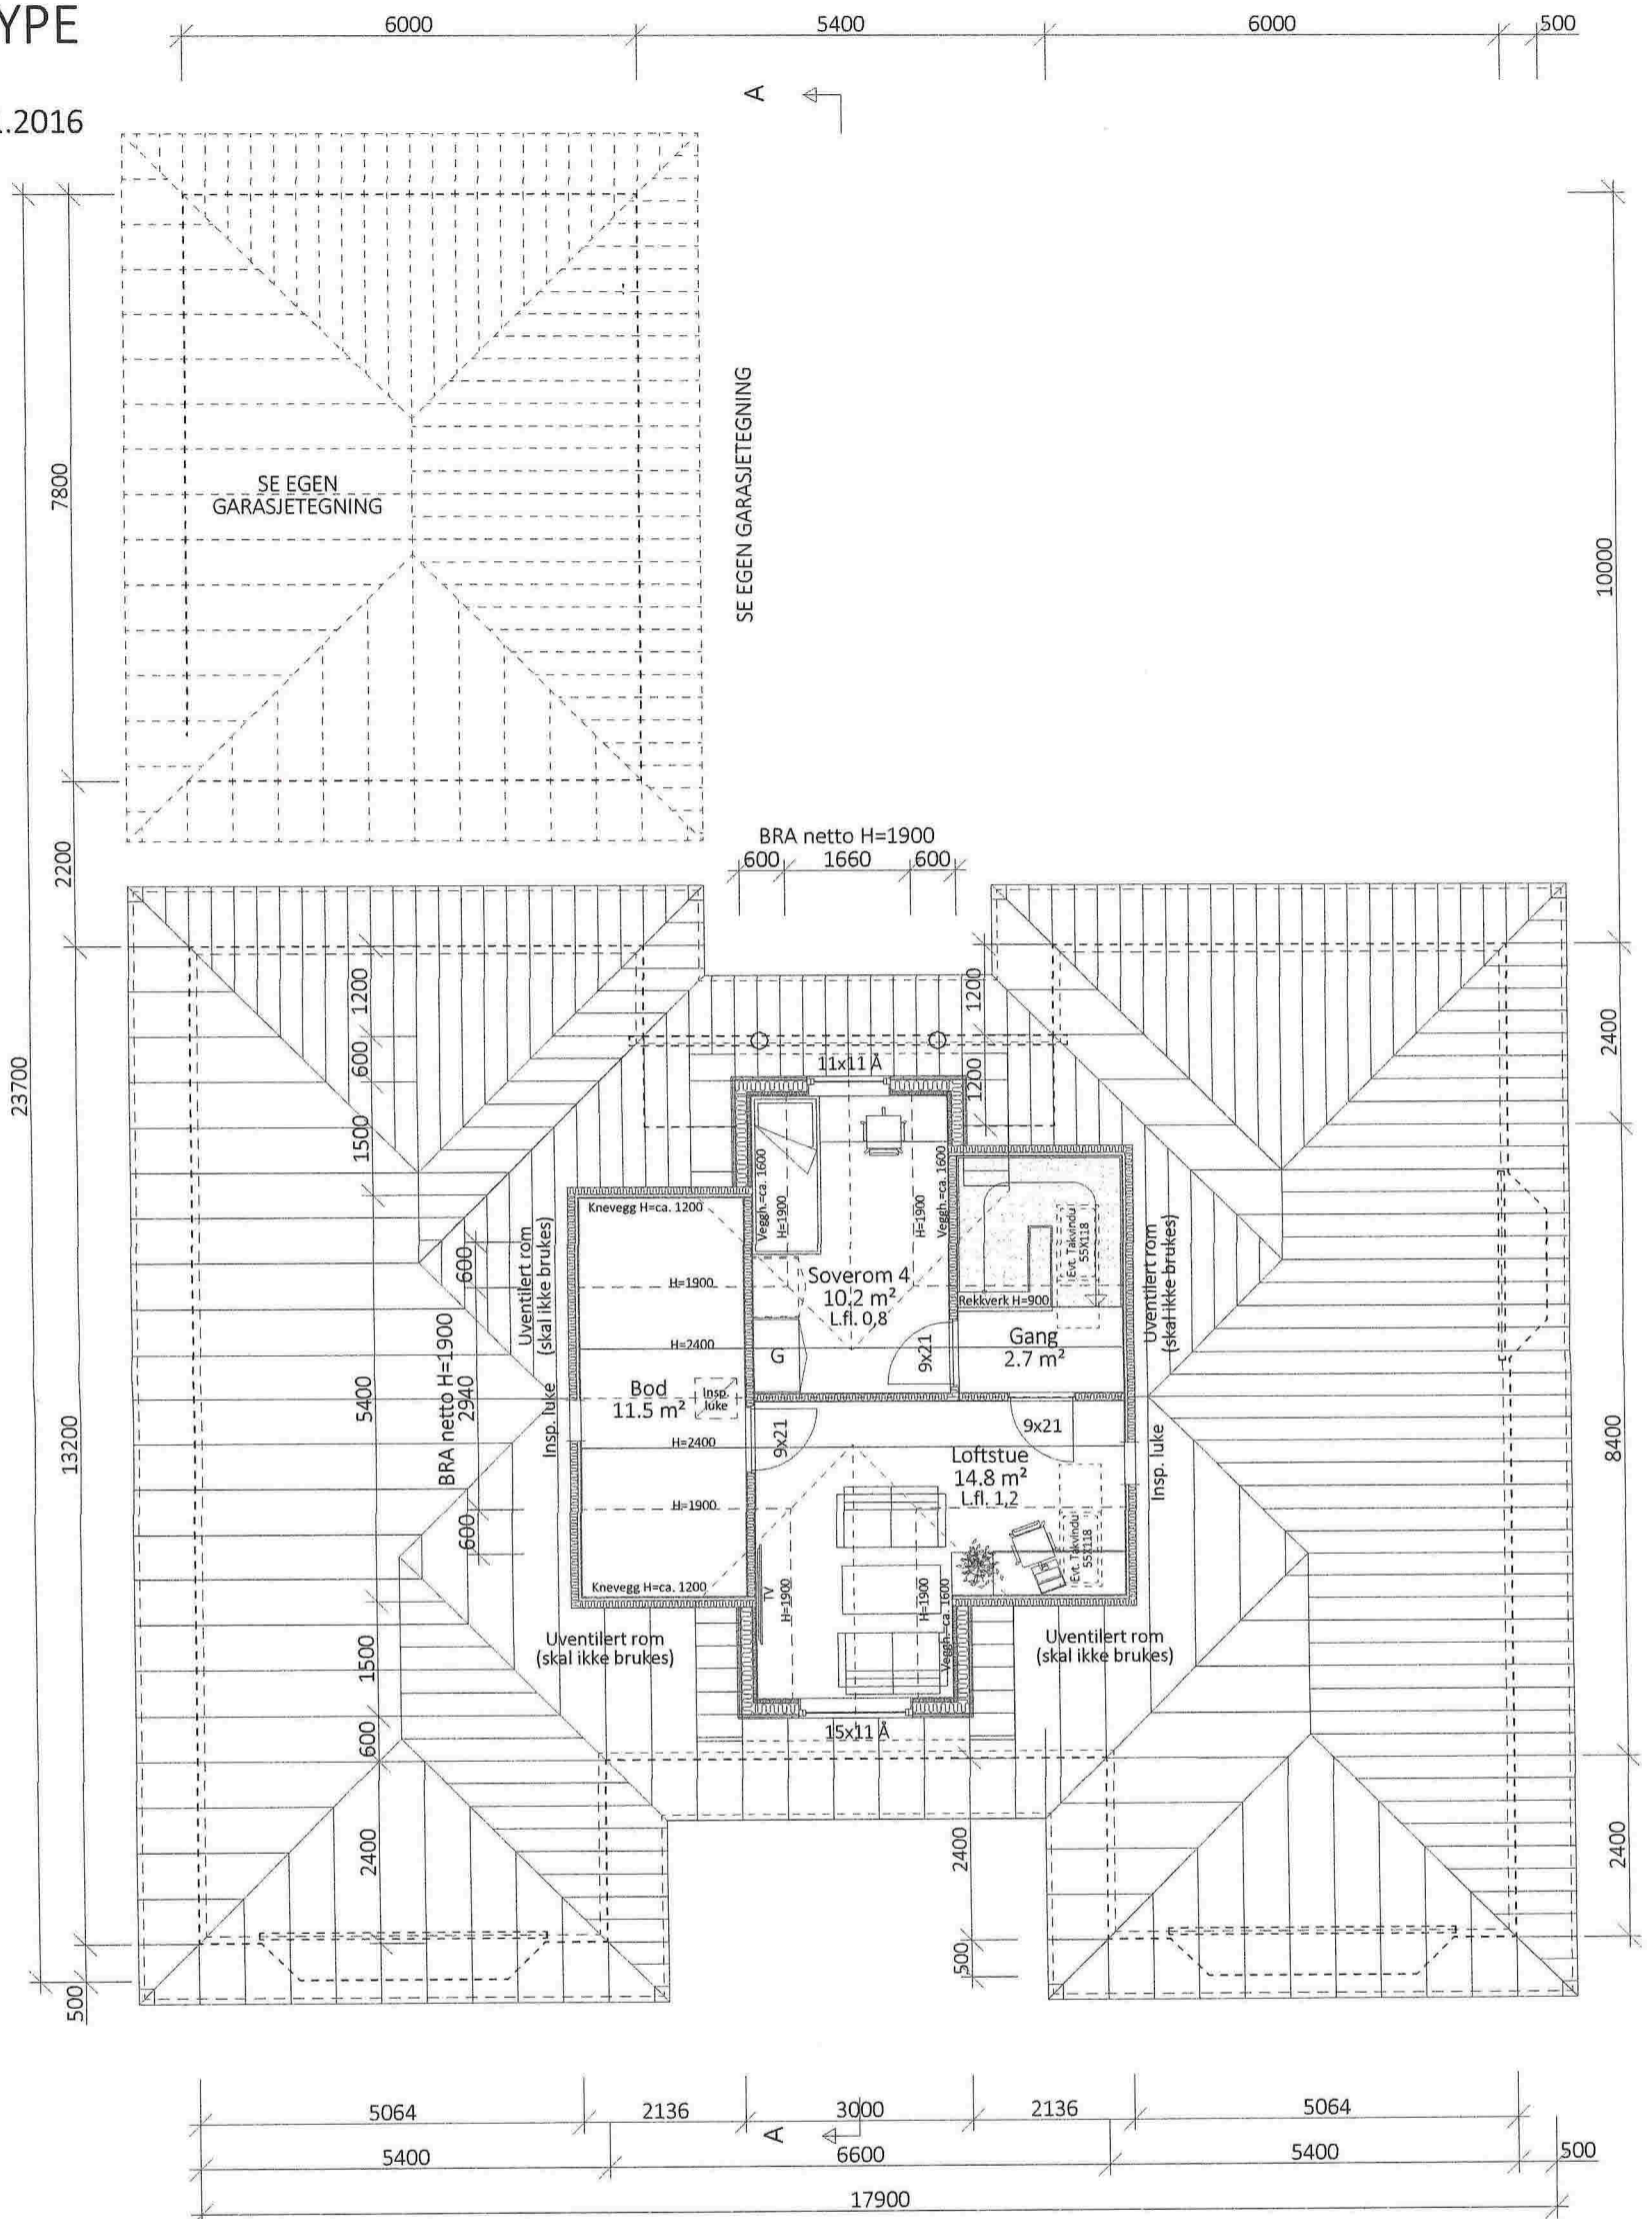 YPE
6000
5400
6000
500
A
.2016
SE EGEN
GARASJETEGNING
SE EGEN GARASJETEGNING
7800
10000
2200
23700
13200
500
2400
8400
2400
BRA netto H=1900
600
1660
600
1200
600
1500
5400
1500
600
2400
600
BRA netto H=1900
2940
600
1200
1200
11x11 Å
Knevegg H=ca. 1200
Veggh.=ca. 1600
H=1900
H=1900
Veggh.=ca. 1600
Uventilert rom
(skal ikke brukes)
Evt. Takvindu
55X118
Uventilert rom
(skal ikke brukes)
H=1900
Soverom 4
10.2 m²
L.fl. 0,8
Rekkverk H=900
Gang
2.7 m²
H=2400
G
9x21
Bod
11.5 m²
Insp.
luke
Insp. luke
9x21
9x21
H=2400
Loftstue
14.8 m²
L.fl. 1,2
Insp. luke
H=1900
Evt. Takvindu
55X118
Knevegg H=ca. 1200
TV
H=1900
H=1900
Veggh.=ca. 1600
Uventilert rom
(skal ikke brukes)
Uventilert rom
(skal ikke brukes)
15x11 Å
2400
500
5064
2136
3000
2136
5064
A
5400
6600
5400
500
17900